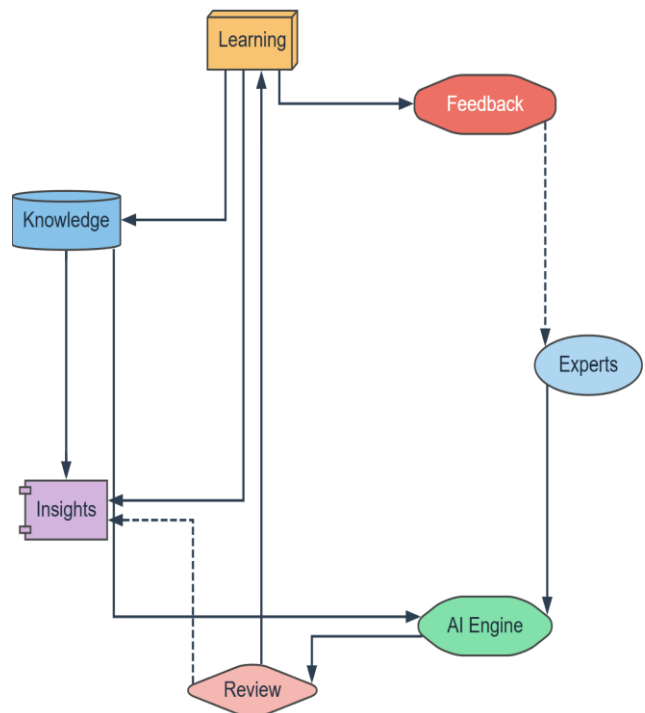 Learning
Feedback
Knowledge
Experts
Insights
AI Engine
Review